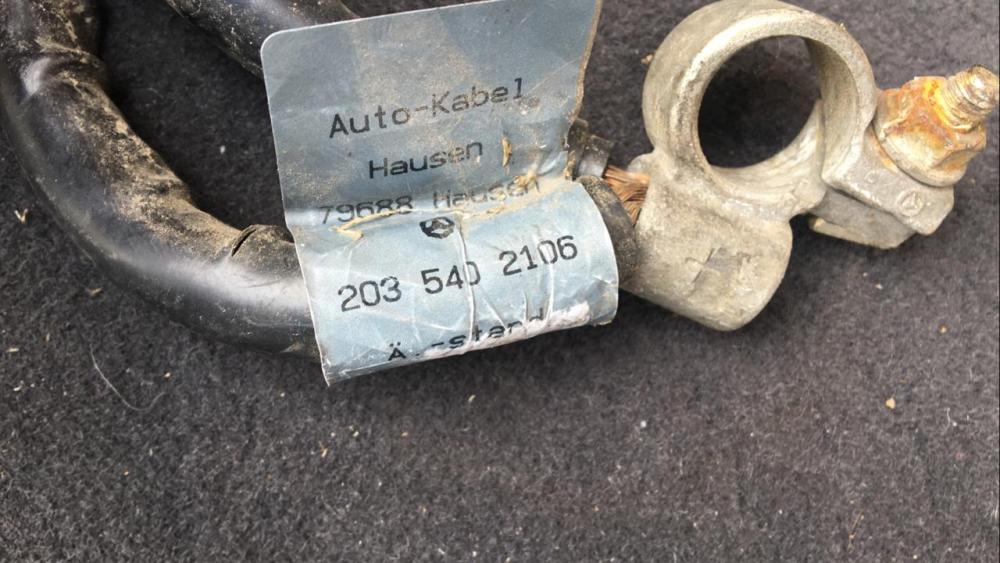 Auto-Kabel
Hausen
79688 Hausen
203 540 2106